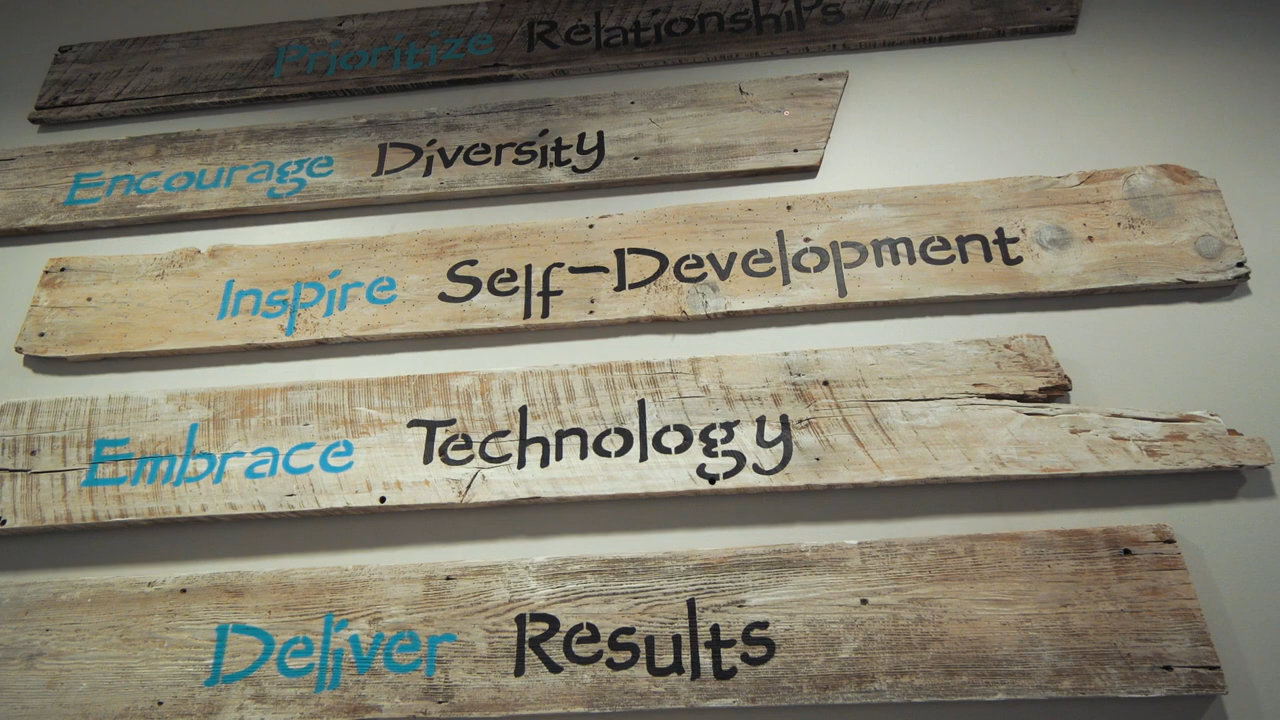 Prioritize Relationships
Encourage Diversity
Inspire Self-Development
Embrace Technology
Deliver Results